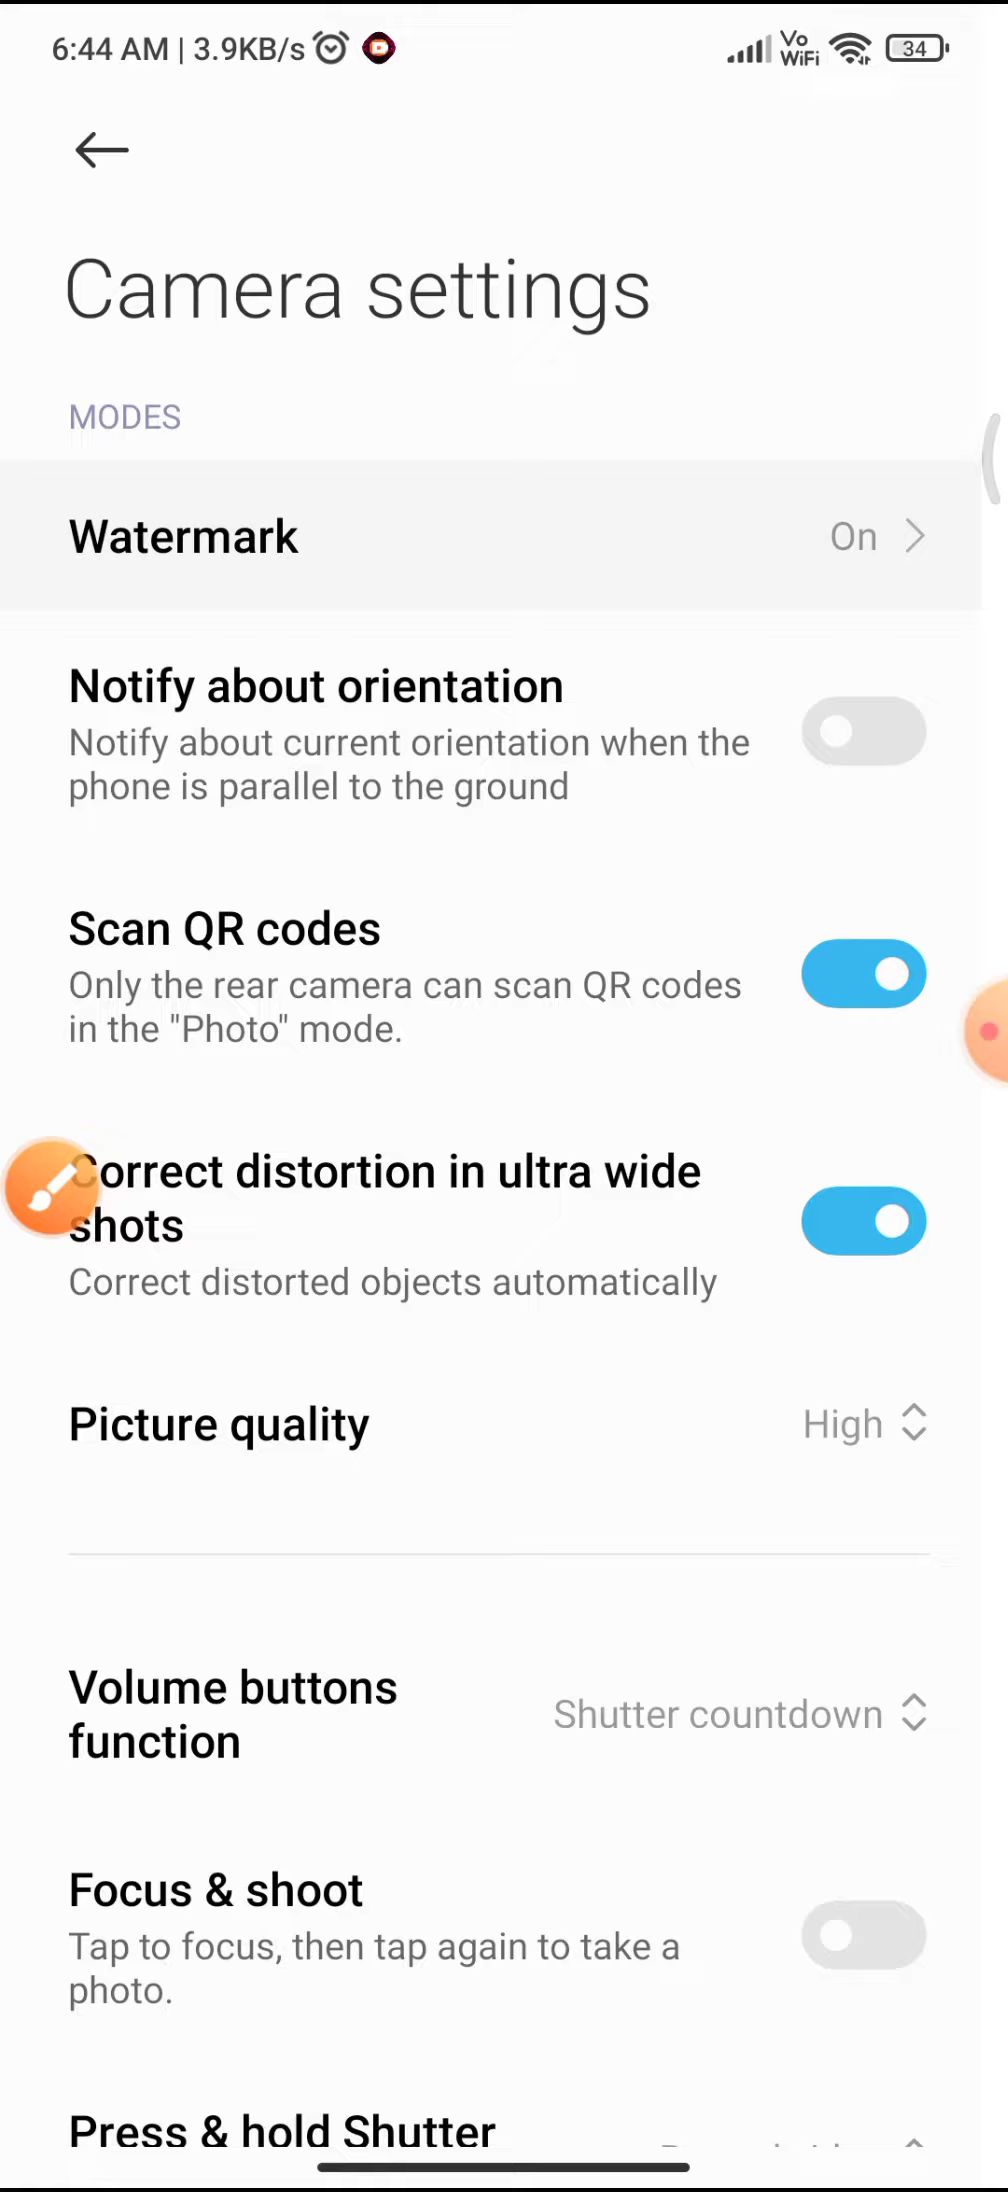 6:44 AM | 3.9KB/s
Vo
WiFi
34
Camera settings
MODES
Watermark
On
Notify about orientation
Notify about current orientation when the
phone is parallel to the ground
Scan QR codes
Only the rear camera can scan QR codes
in the "Photo" mode.
Correct distortion in ultra wide
shots
Correct distorted objects automatically
Picture quality
High
Volume buttons
function
Shutter countdown
Focus & shoot
Tap to focus, then tap again to take a
photo.
Press & hold Shutter